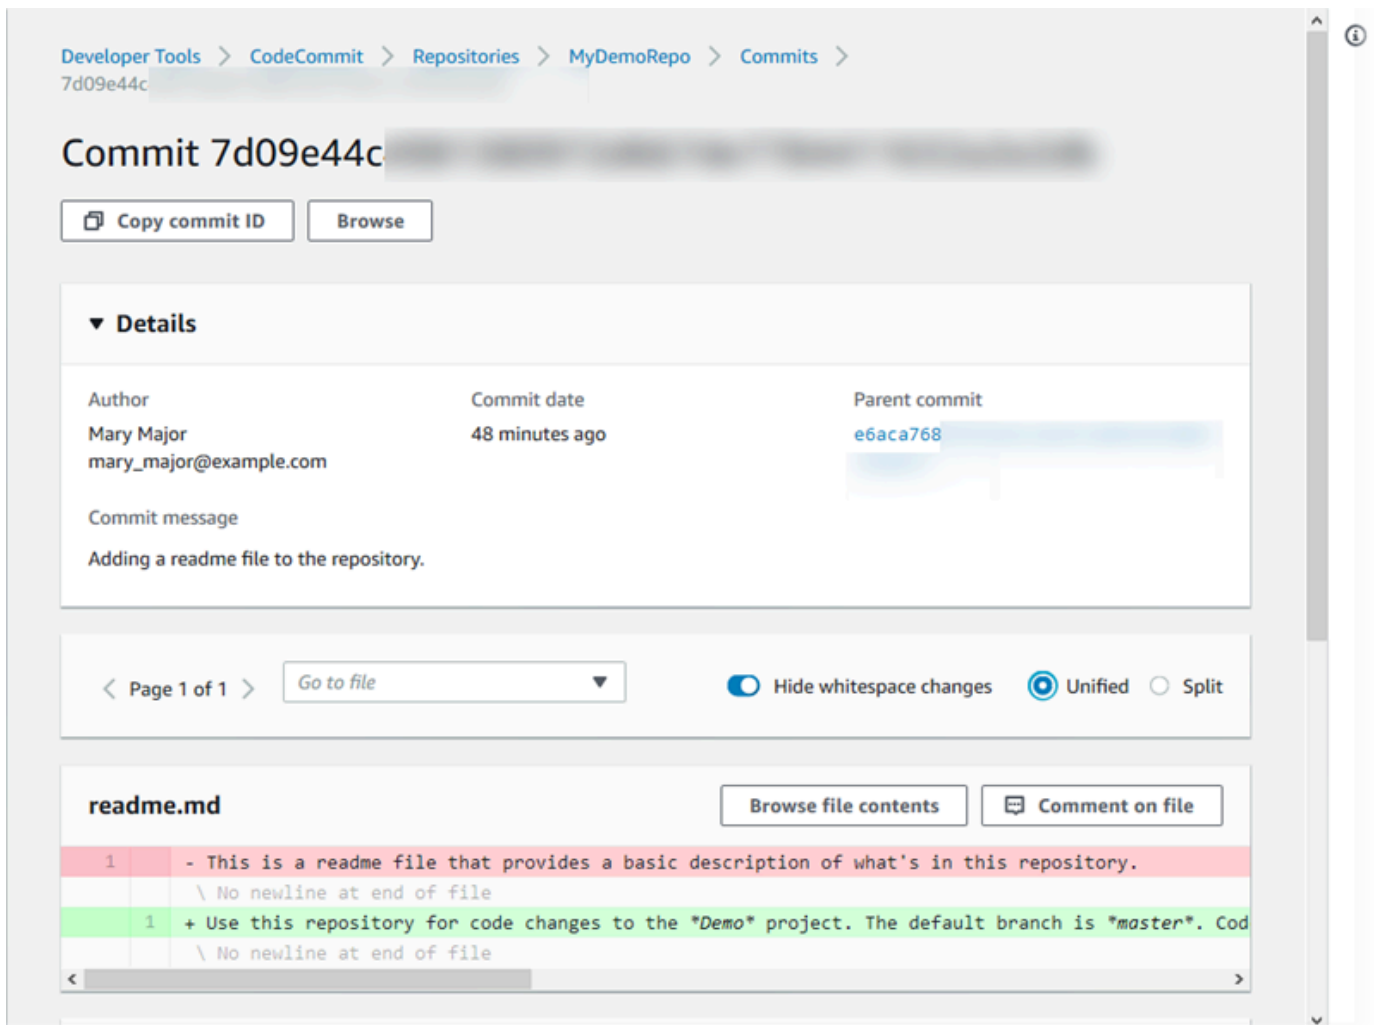 Developer Tools > CodeCommit > Repositories > MyDemoRepo > Commits >
7d09e44c
Commit 7d09e44c
Copy commit ID Browse
▼ Details
Author Commit date Parent commit
Mary Major 48 minutes ago e6aca768
mary_major@example.com
Commit message
Adding a readme file to the repository.
< Page 1 of 1 > Go to file ▼ Hide whitespace changes Unified Split
readme.md Browse file contents Comment on file
1 - This is a readme file that provides a basic description of what's in this repository.
\ No newline at end of file
1 + Use this repository for code changes to the *Demo* project. The default branch is *master*. Cod
\ No newline at end of file